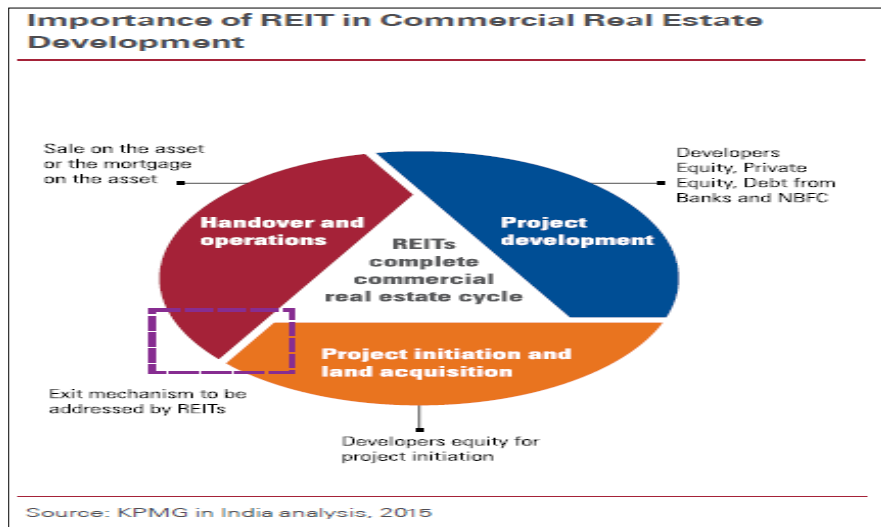 Importance of REIT in Commercial Real Estate
Development
Sale on the asset
or the mortgage
on the asset
Developers
Equity, Private
Equity, Debt from
Banks and NBFC
Handover and
operations
Project
development
REITs
complete
commercial
real estate cycle
Project initiation and
land acquisition
Exit mechanism to be
addressed by REITs
Developers equity for
project initiation
Source: KPMG in India analysis, 2015